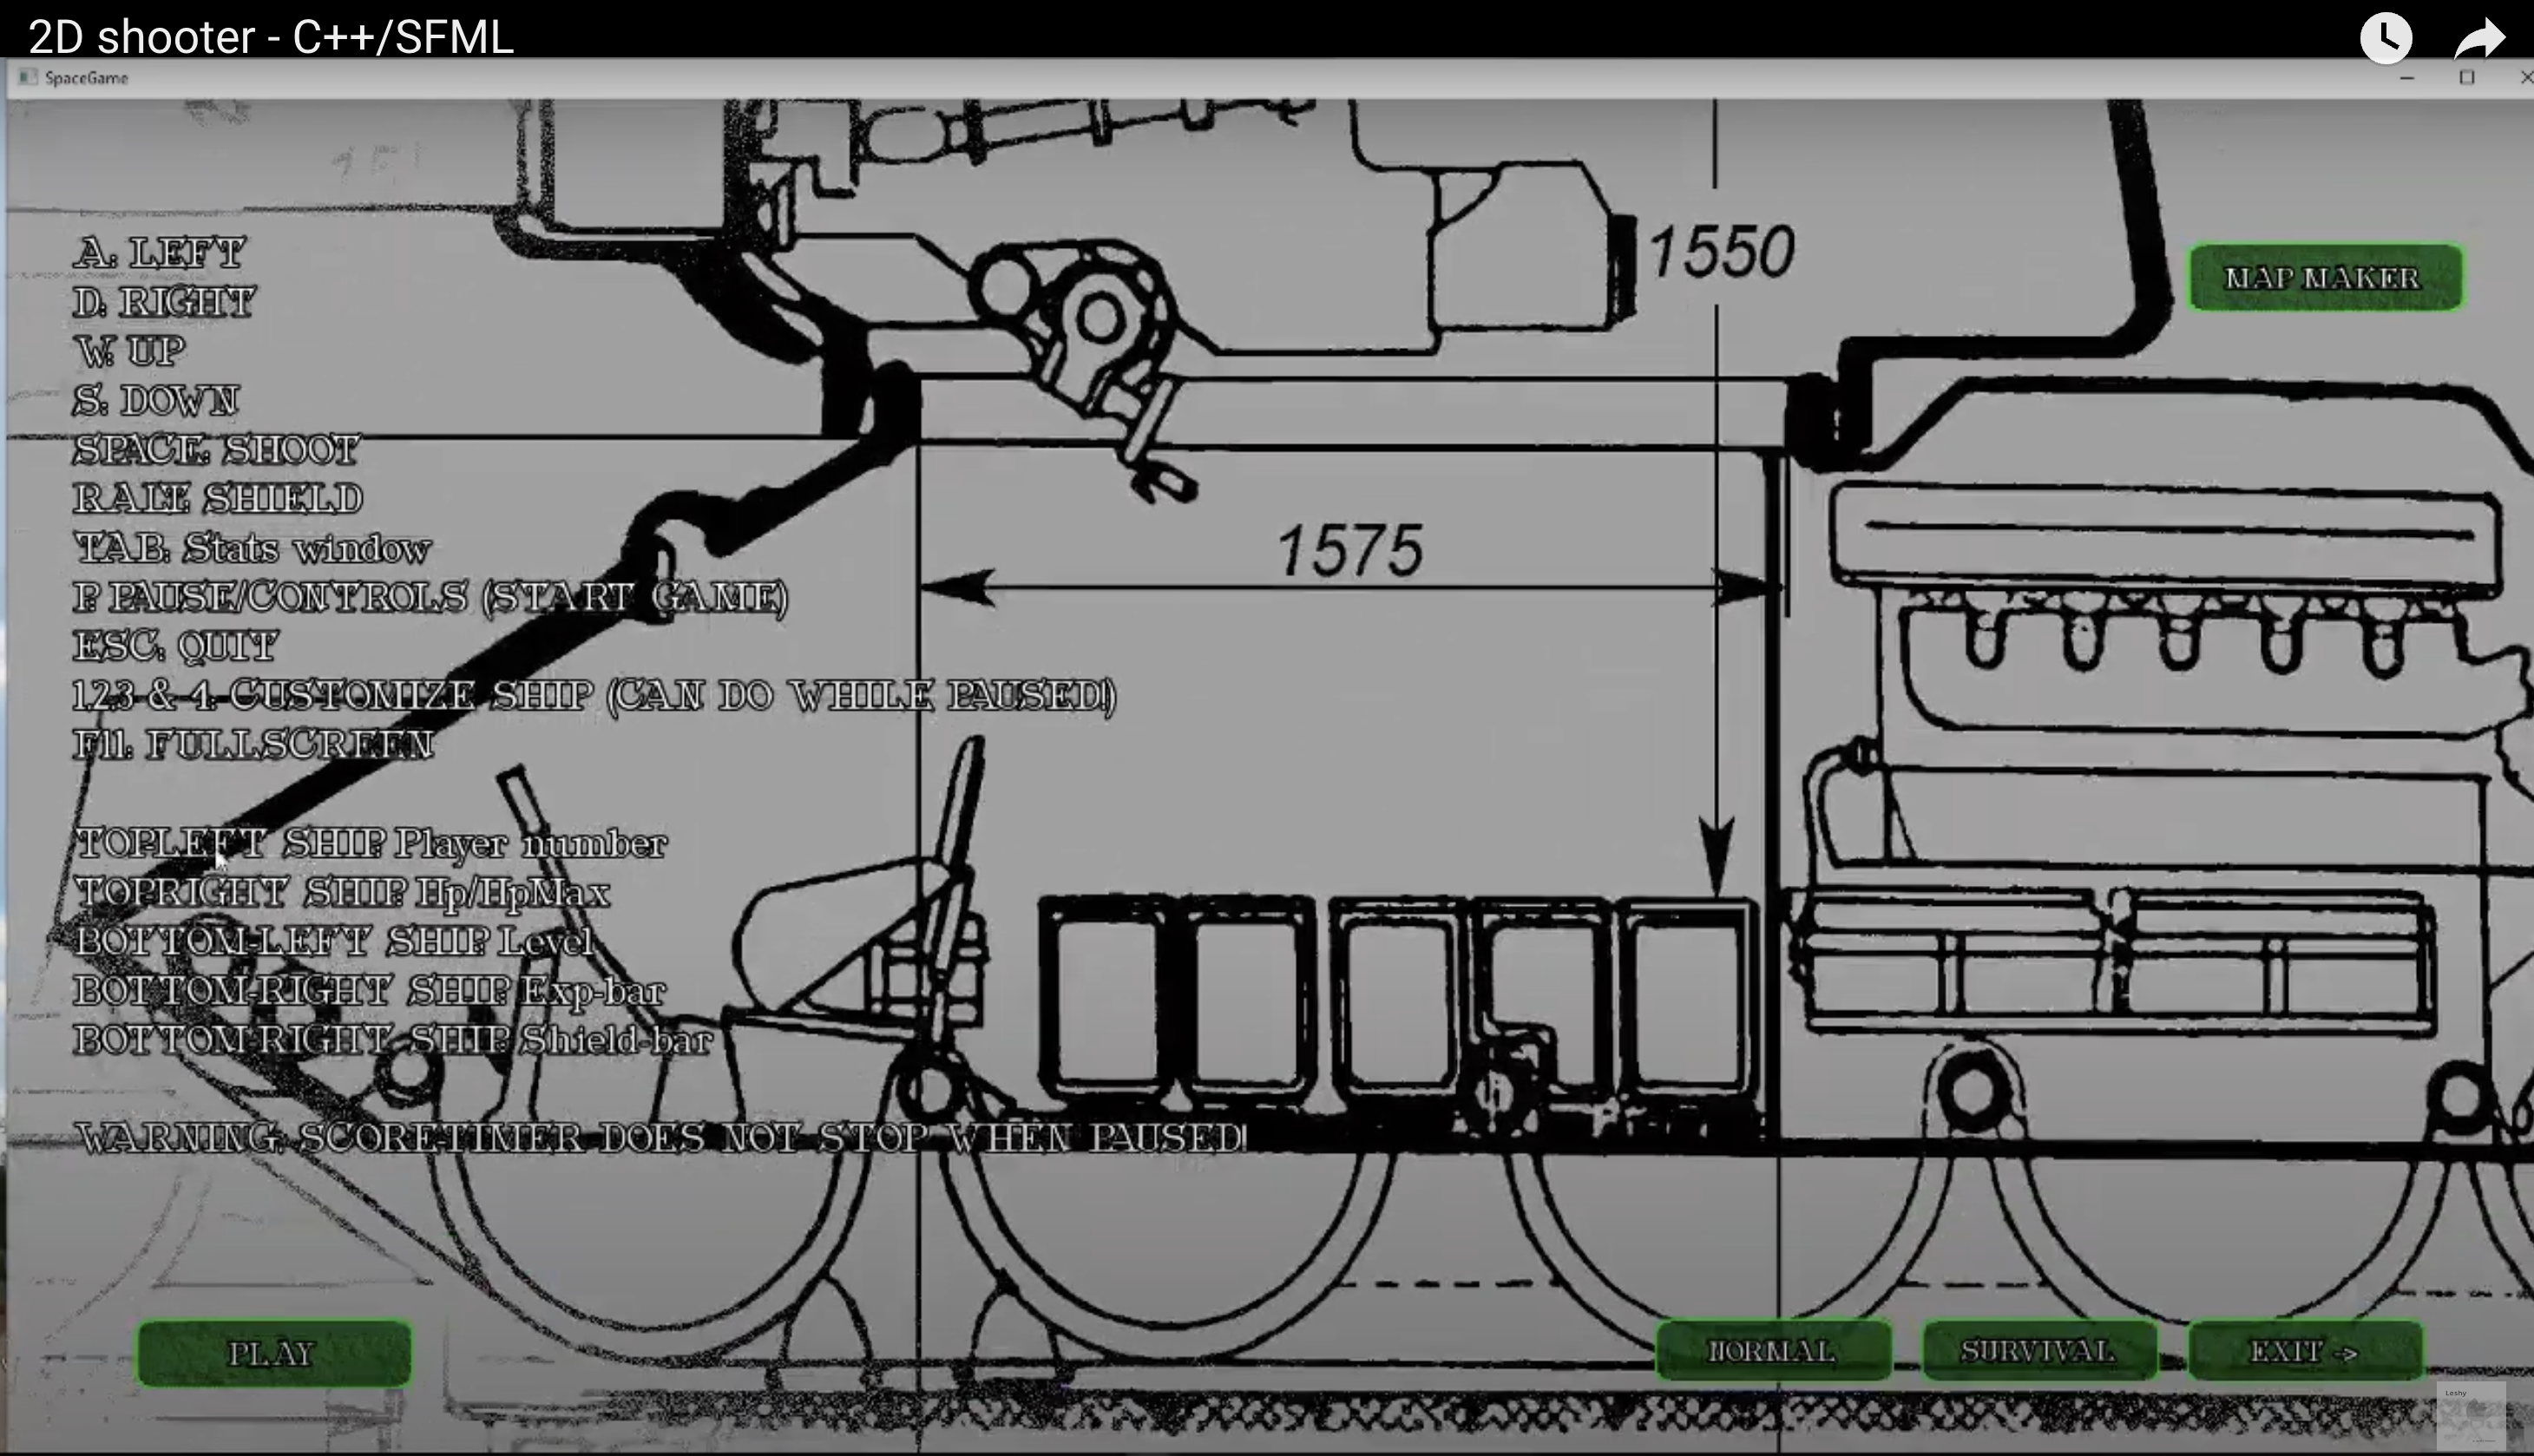 2D shooter - C++/SFML
SpaceGame
1550
MAP MAKER
A: LEFT
D: RIGHT
W: UP
S: DOWN
SPACE: SHOOT
RALT: SHIELD
TAB: Stats window
1575
P: PAUSE/CONTROLS (START GAME)
ESC: QUIT
1,2,3 & 4: CUSTOMIZE SHIP (CAN DO WHILE PAUSED!)
F11: FULLSCREEN
TOPLEFT SHIP: Player number
TOPRIGHT SHIP: Hp/HpMax
BOTTOM-LEFT SHIP: Level
BOTTOM-RIGHT SHIP: Exp-bar
BOTTOM-RIGHT SHIP: Shield-bar
WARNING, SCORE-TIMER DOES NOT STOP WHEN PAUSED!
PLAY
NORMAL
SURVIVAL
EXIT ->
Leshy